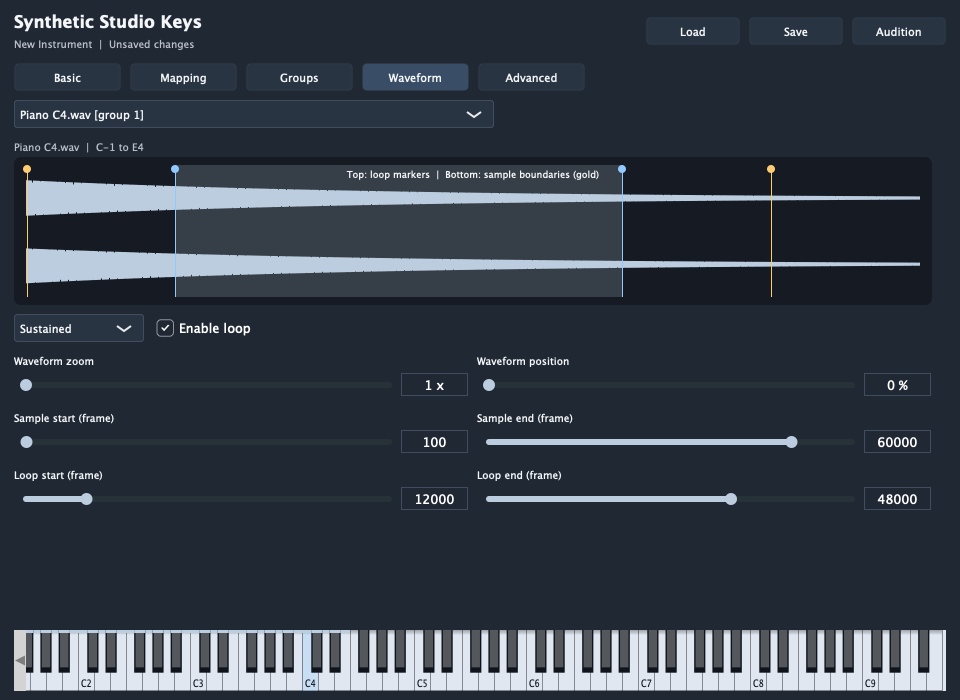 Synthetic Studio Keys
New Instrument | Unsaved changes
Load
Save
Audition
Basic
Mapping
Groups
Waveform
Advanced
Piano C4.wav [group 1]
Piano C4.wav | C-1 to E4
Top: loop markers | Bottom: sample boundaries (gold)
Sustained
Enable loop
Waveform zoom
1 x
Waveform position
0 %
Sample start (frame)
100
Sample end (frame)
60000
Loop start (frame)
12000
Loop end (frame)
48000
C2 C3 C4 C5 C6 C7 C8 C9